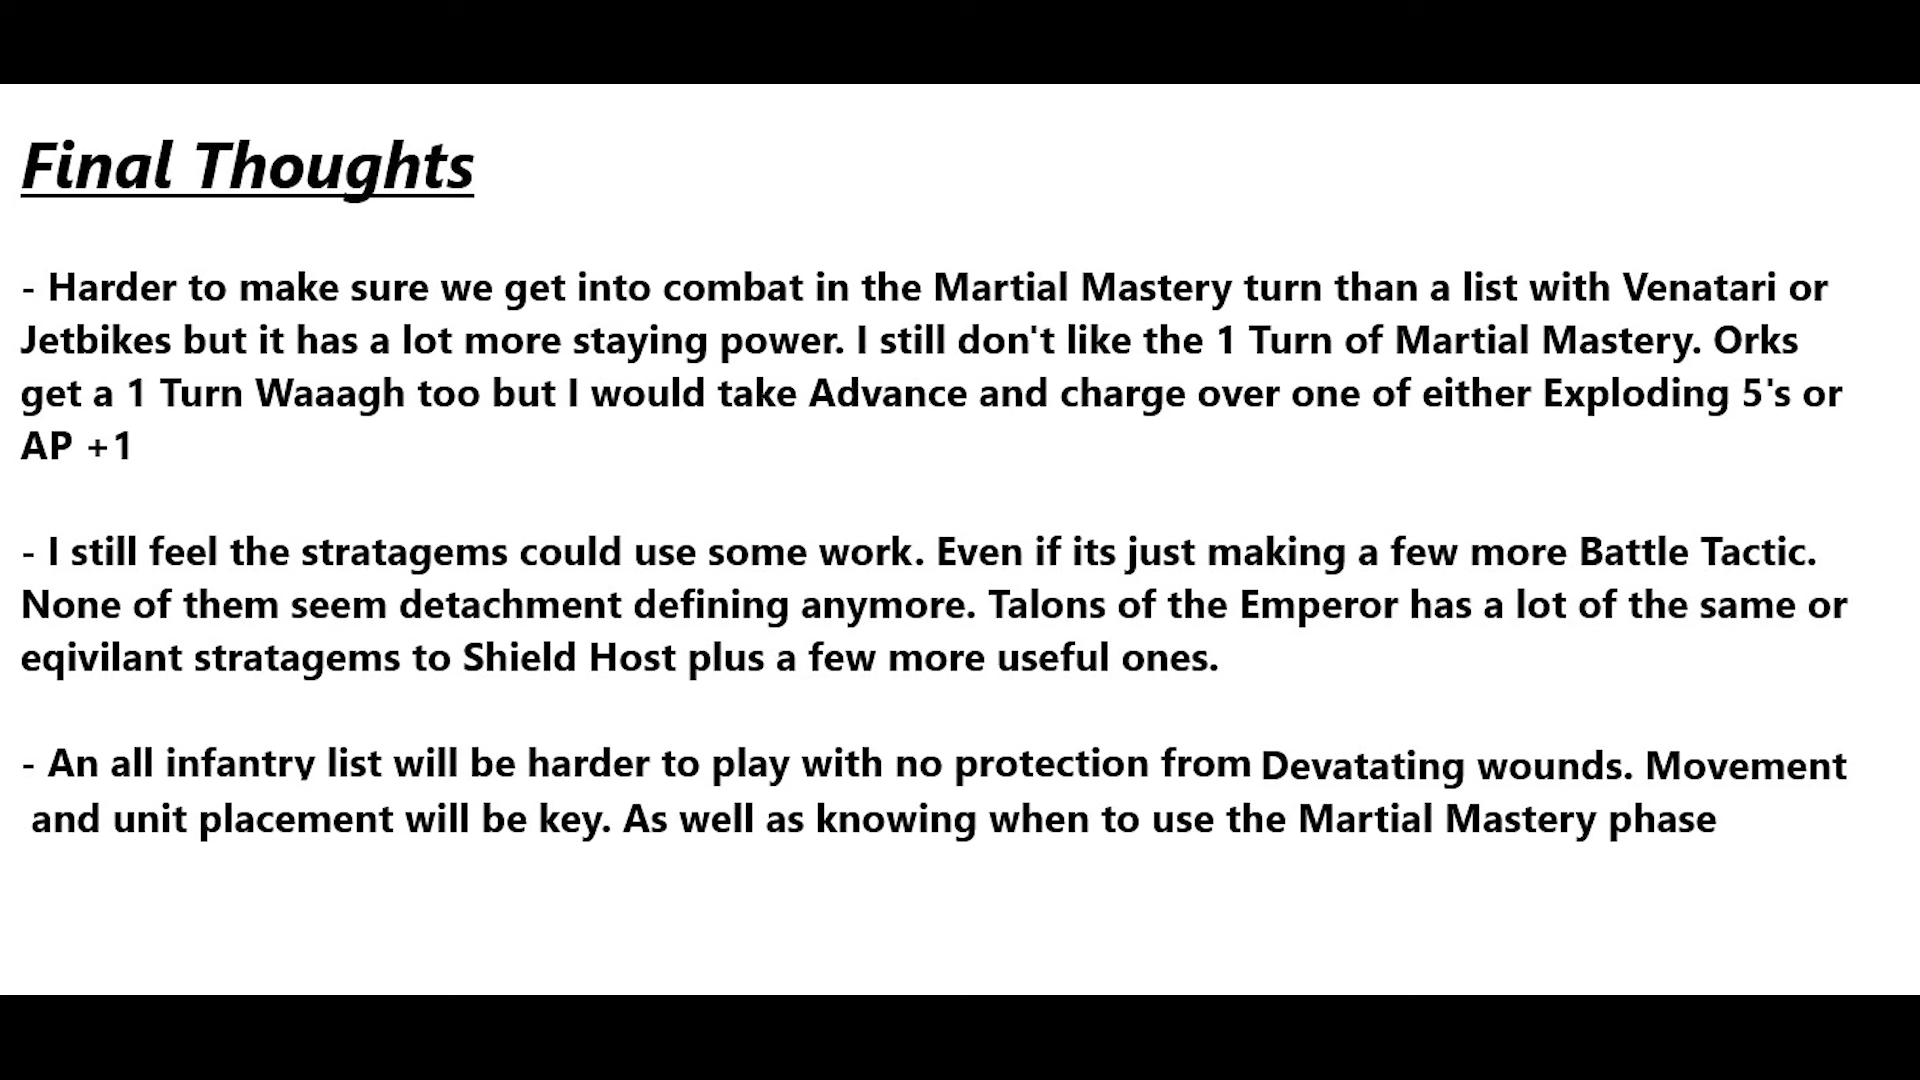 Final Thoughts
- Harder to make sure we get into combat in the Martial Mastery turn than a list with Venatari or
Jetbikes but it has a lot more staying power. I still don't like the 1 Turn of Martial Mastery. Orks
get a 1 Turn Waaagh too but I would take Advance and charge over one of either Exploding 5's or
AP +1
- I still feel the stratagems could use some work. Even if its just making a few more Battle Tactic.
None of them seem detachment defining anymore. Talons of the Emperor has a lot of the same or
eqivilant stratagems to Shield Host plus a few more useful ones.
- An all infantry list will be harder to play with no protection from Devatating wounds. Movement
and unit placement will be key. As well as knowing when to use the Martial Mastery phase